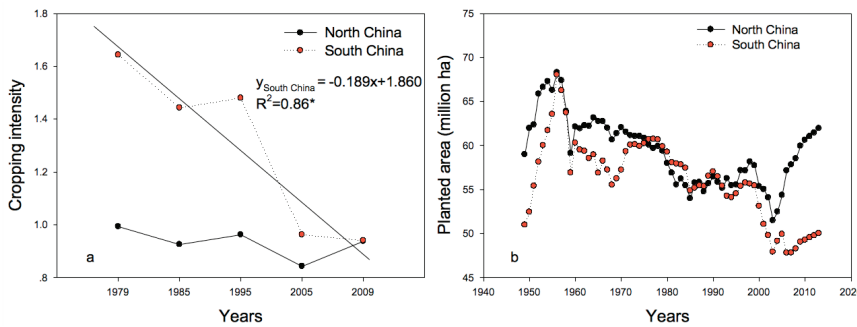 1.8
1.6
1.4
1.2
1.0
.8
Cropping intensity
North China
South China
ySouth China = -0.189x+1.860
R²=0.86*
a
1979 1985 1995 2005 2009
Years
75
70
65
60
55
50
45
Planted area (million ha)
North China
South China
b
1940 1950 1960 1970 1980 1990 2000 2010 202
Years